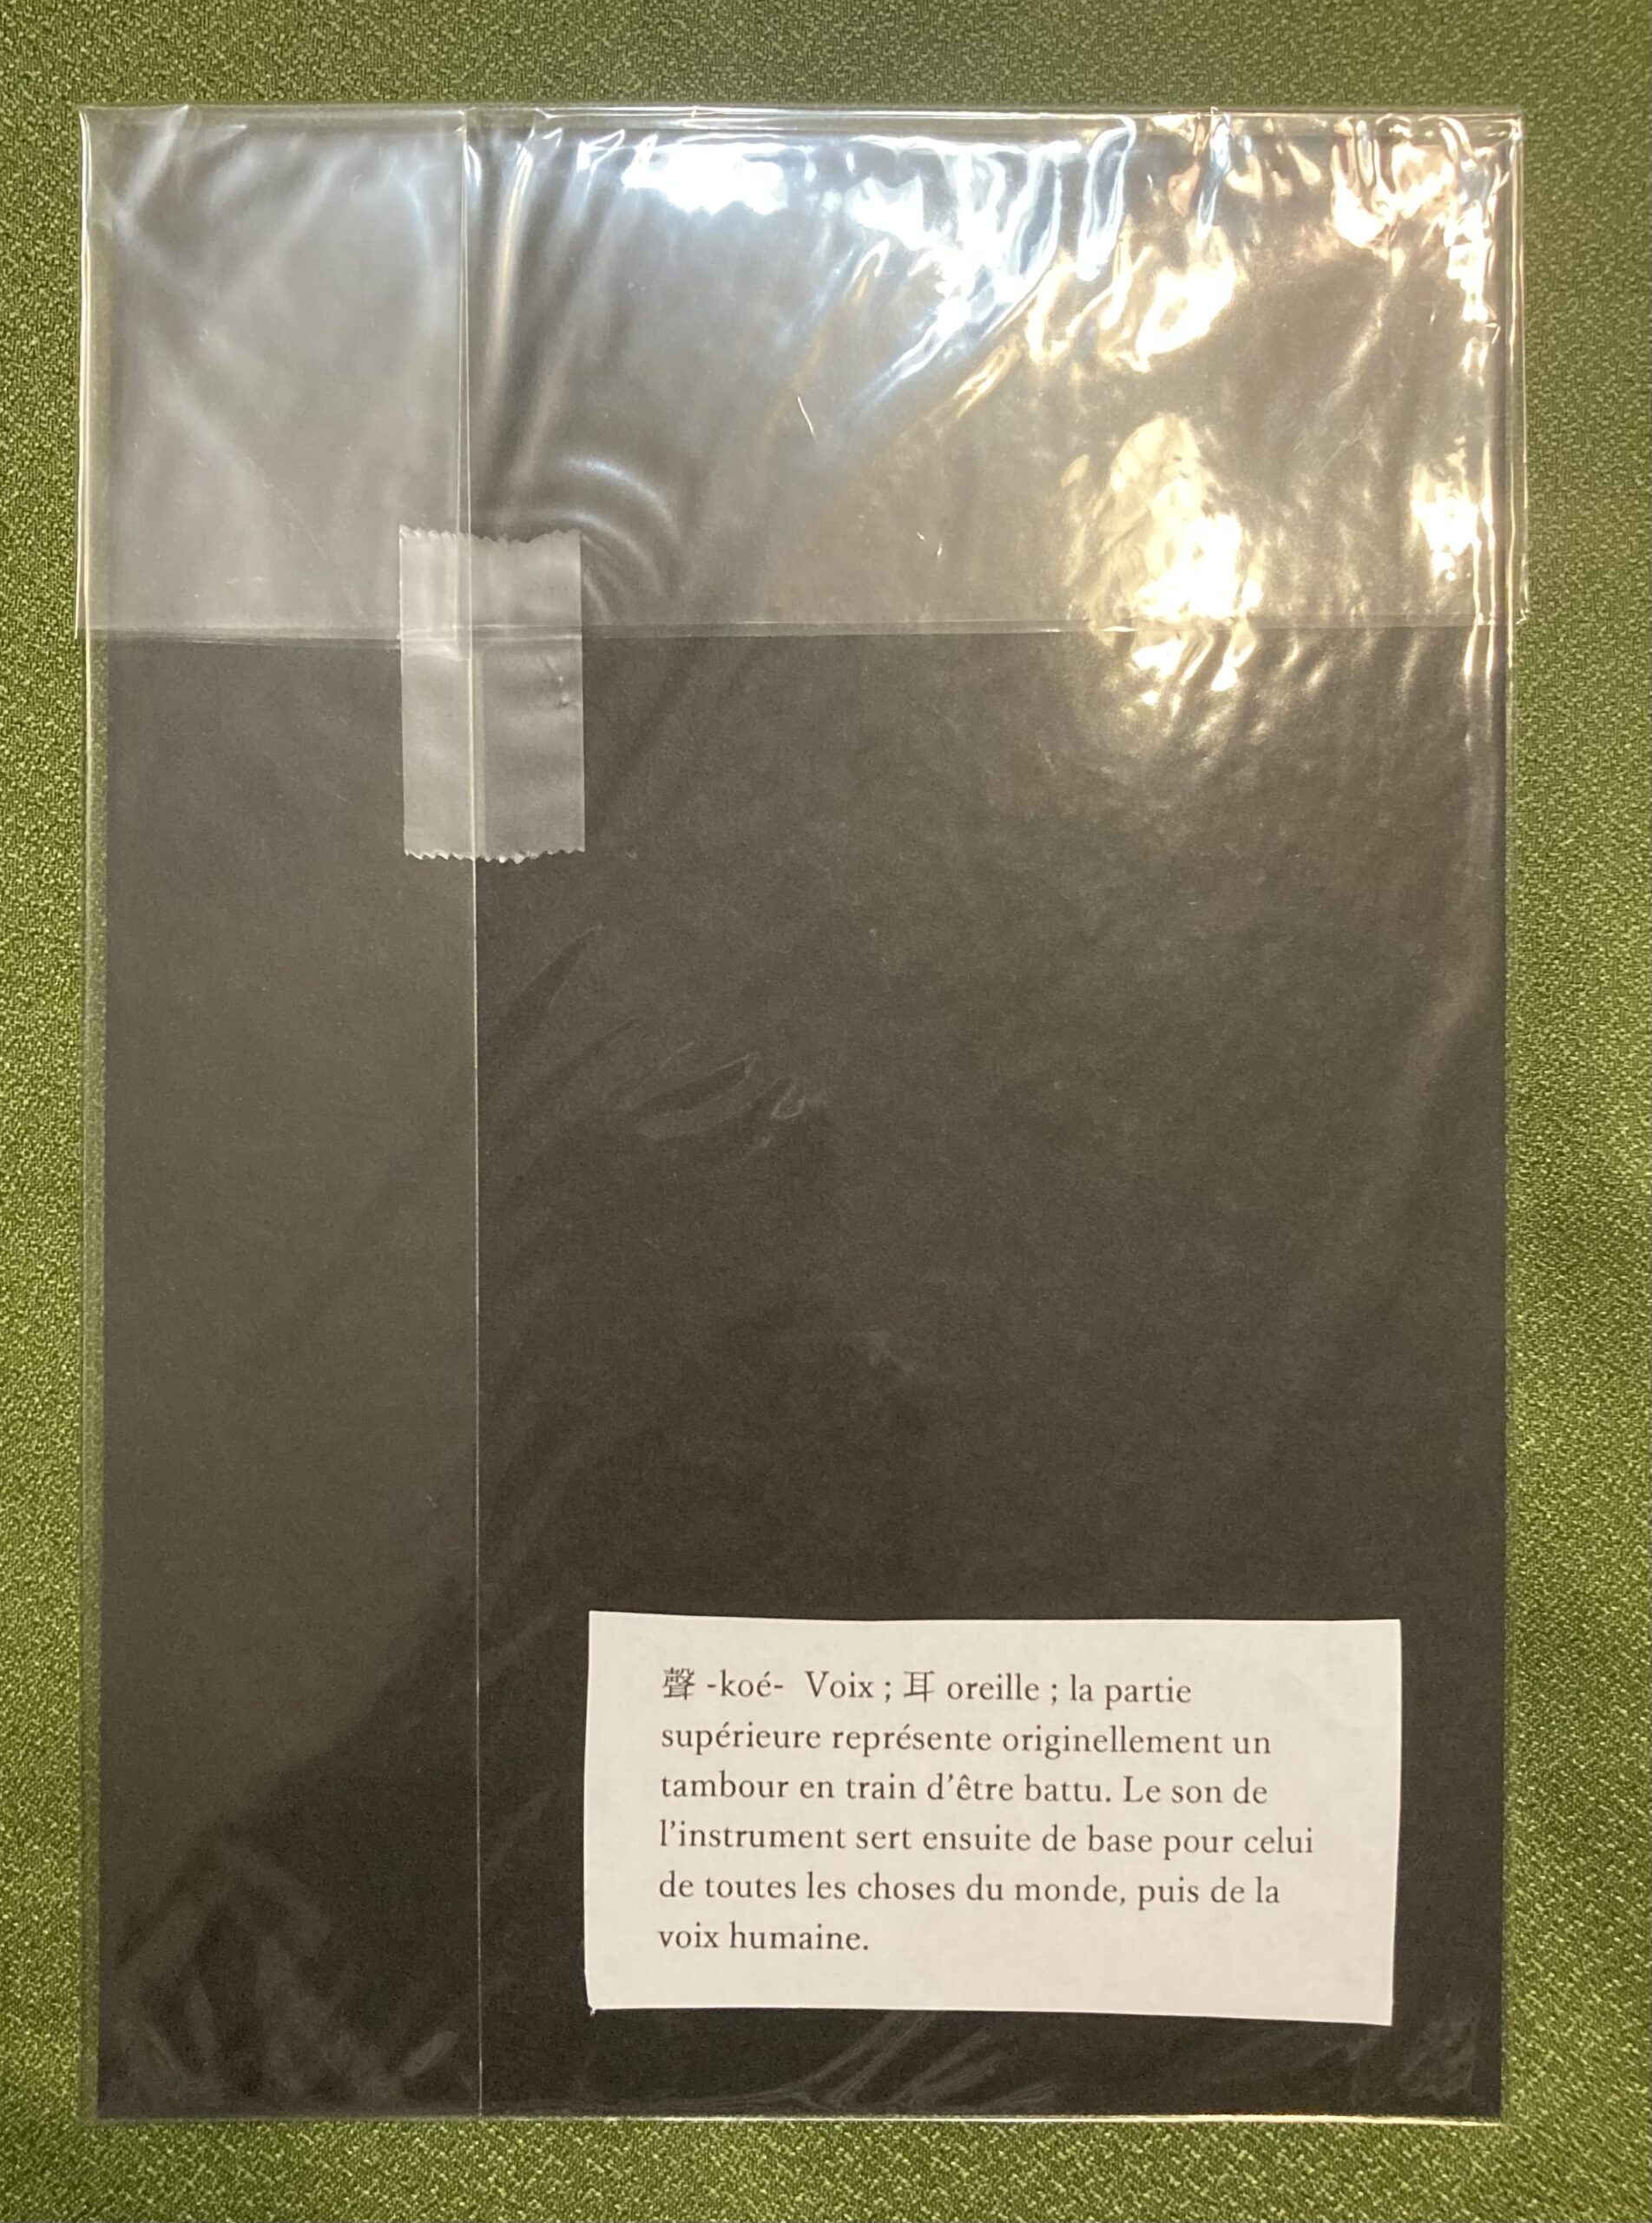 聲 -koé-  Voix ; 耳 oreille ; la partie
supérieure représente originellement un
tambour en train d’être battu. Le son de
l’instrument sert ensuite de base pour celui
de toutes les choses du monde, puis de la
voix humaine.